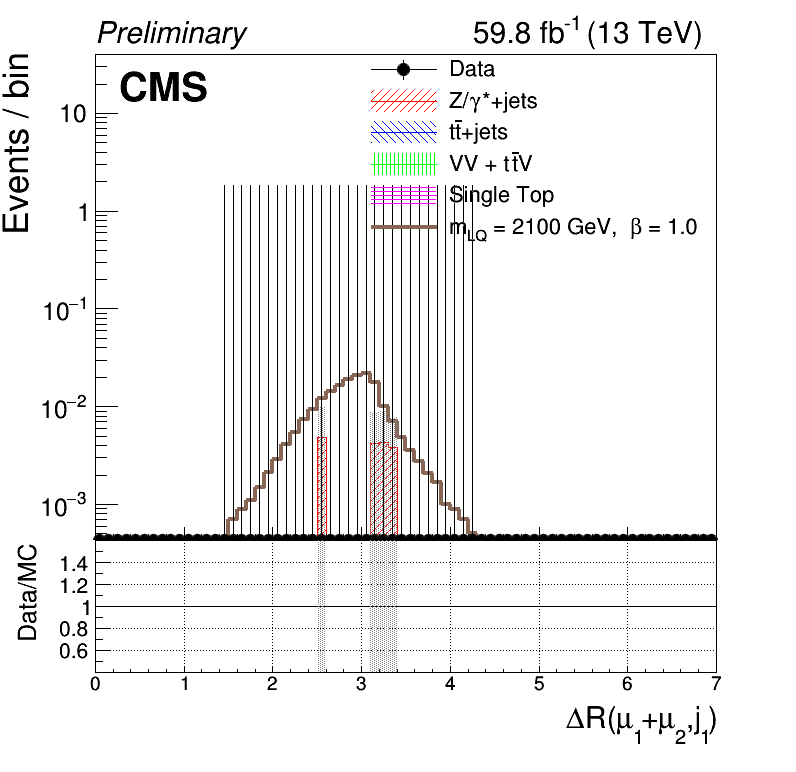 Preliminary 59.8 fb⁻¹ (13 TeV)
CMS
Data
Z/γ*+jets
tt̄+jets
VV + tt̄V
Single Top
m_LQ = 2100 GeV, β = 1.0
Events / bin
10
1
10⁻¹
10⁻²
10⁻³
Data/MC
1.4
1.2
1
0.8
0.6
0 1 2 3 4 5 6 7
ΔR(μ₁+μ₂,j₁)